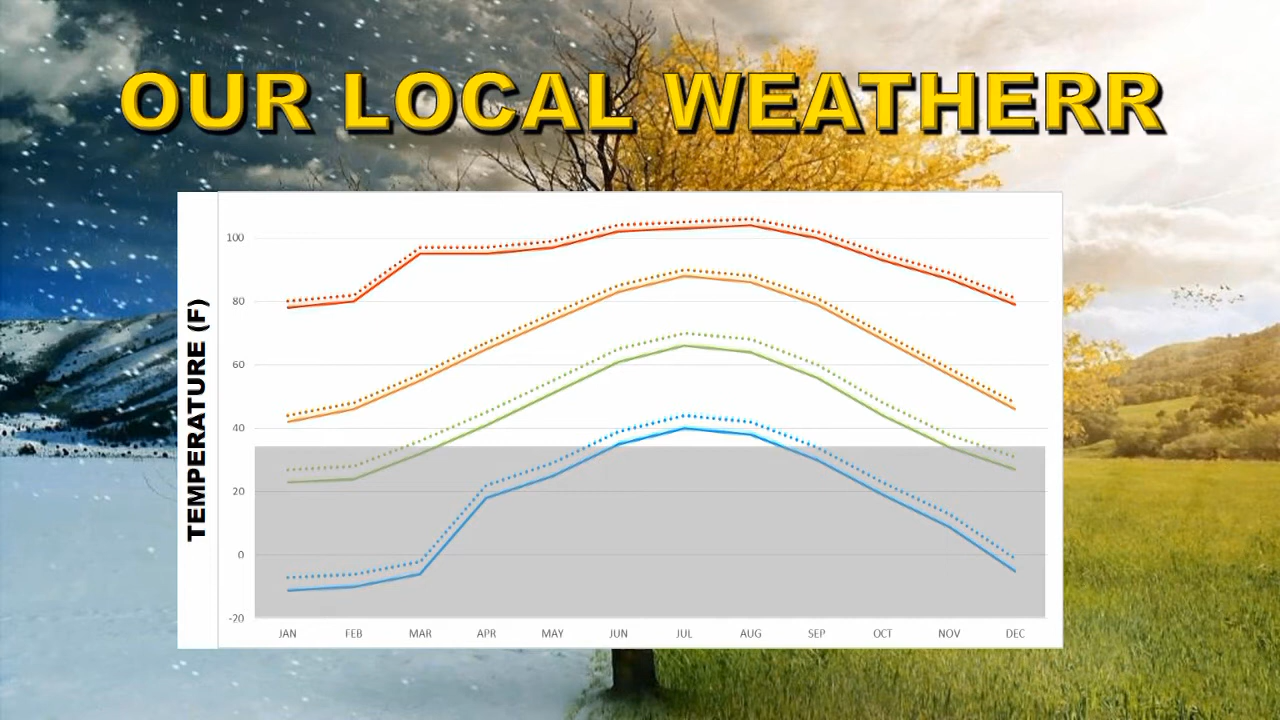 OUR LOCAL WEATHERR
TEMPERATURE (F)
100
80
60
40
20
0
-20
JAN FEB MAR APR MAY JUN JUL AUG SEP OCT NOV DEC